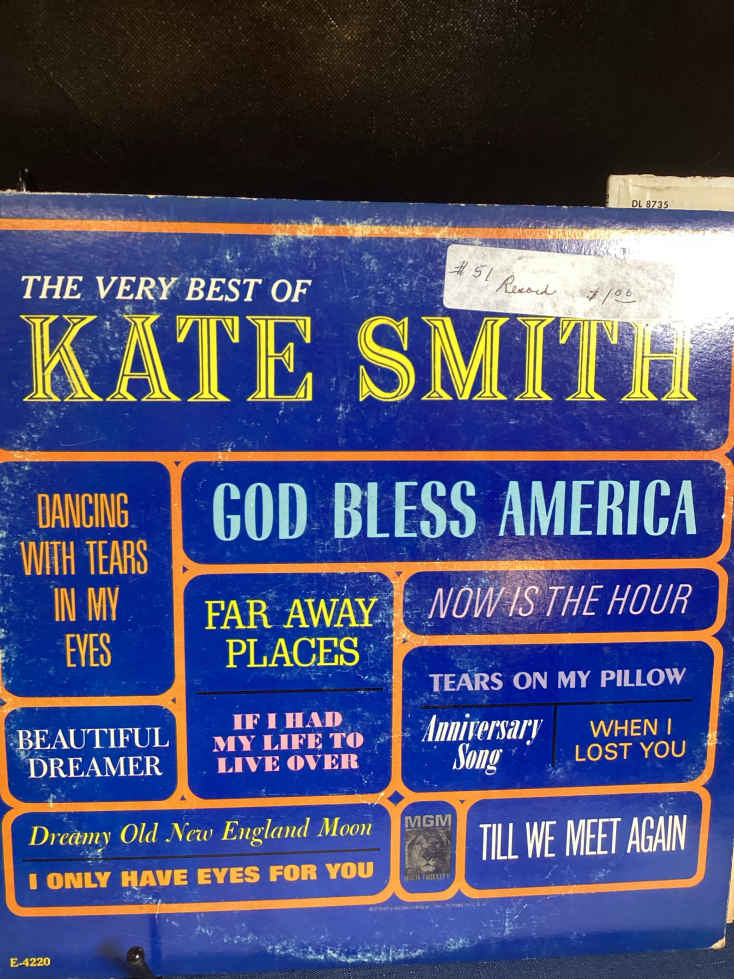 DL 8735
# 51 Record $1.00
THE VERY BEST OF
KATE SMITH
DANCING
WITH TEARS
IN MY
EYES
GOD BLESS AMERICA
FAR AWAY
PLACES
IF I HAD
MY LIFE TO
LIVE OVER
NOW IS THE HOUR
TEARS ON MY PILLOW
Anniversary
Song
WHEN I
LOST YOU
BEAUTIFUL
DREAMER
Dreamy Old New England Moon
I ONLY HAVE EYES FOR YOU
MGM
TILL WE MEET AGAIN
E-4220